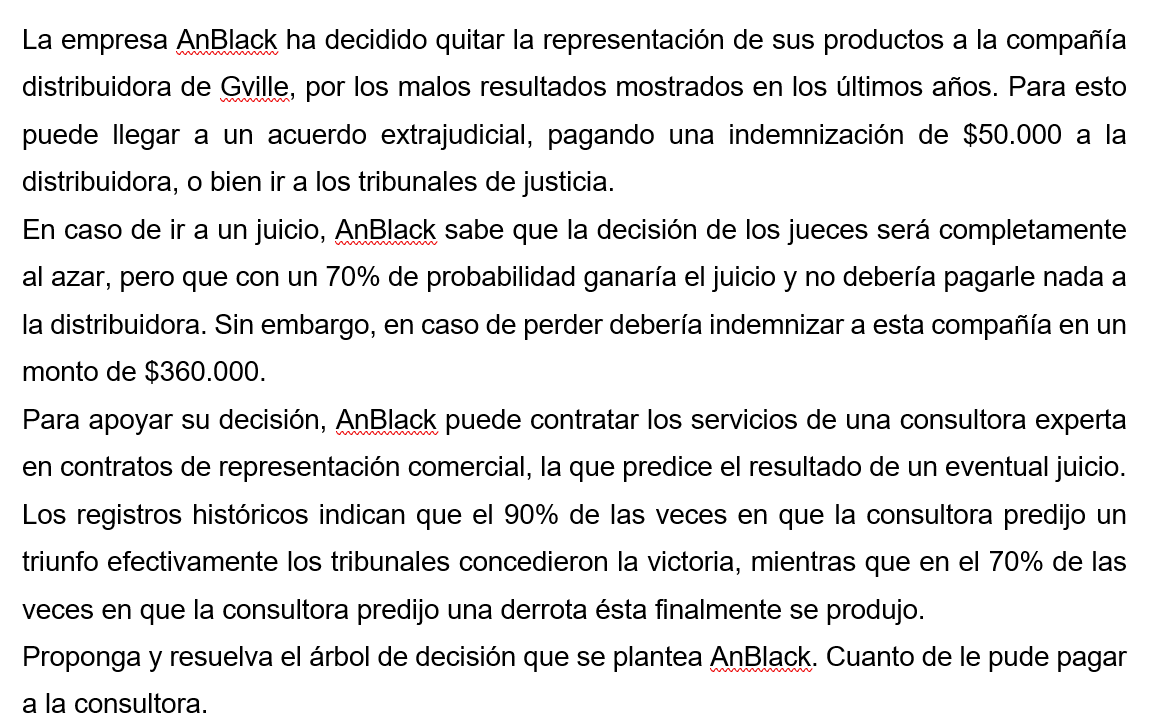 La empresa AnBlack ha decidido quitar la representación de sus productos a la compañía
distribuidora de Gville, por los malos resultados mostrados en los últimos años. Para esto
puede llegar a un acuerdo extrajudicial, pagando una indemnización de $50.000 a la
distribuidora, o bien ir a los tribunales de justicia.
En caso de ir a un juicio, AnBlack sabe que la decisión de los jueces será completamente
al azar, pero que con un 70% de probabilidad ganaría el juicio y no debería pagarle nada a
la distribuidora. Sin embargo, en caso de perder debería indemnizar a esta compañía en un
monto de $360.000.
Para apoyar su decisión, AnBlack puede contratar los servicios de una consultora experta
en contratos de representación comercial, la que predice el resultado de un eventual juicio.
Los registros históricos indican que el 90% de las veces en que la consultora predijo un
triunfo efectivamente los tribunales concedieron la victoria, mientras que en el 70% de las
veces en que la consultora predijo una derrota ésta finalmente se produjo.
Proponga y resuelva el árbol de decisión que se plantea AnBlack. Cuanto de le pude pagar
a la consultora.